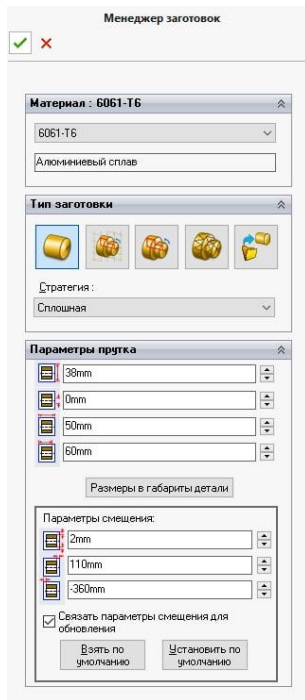 Менеджер заготовок
Материал : 6061-T6
6061-T6
Алюминиевый сплав
Тип заготовки
Стратегия :
Сплошная
Параметры прутка
38mm
0mm
50mm
60mm
Размеры в габариты детали
Параметры смещения:
2mm
110mm
-360mm
Связать параметры смещения для
обновления
Взять по
умолчанию
Установить по
умолчанию